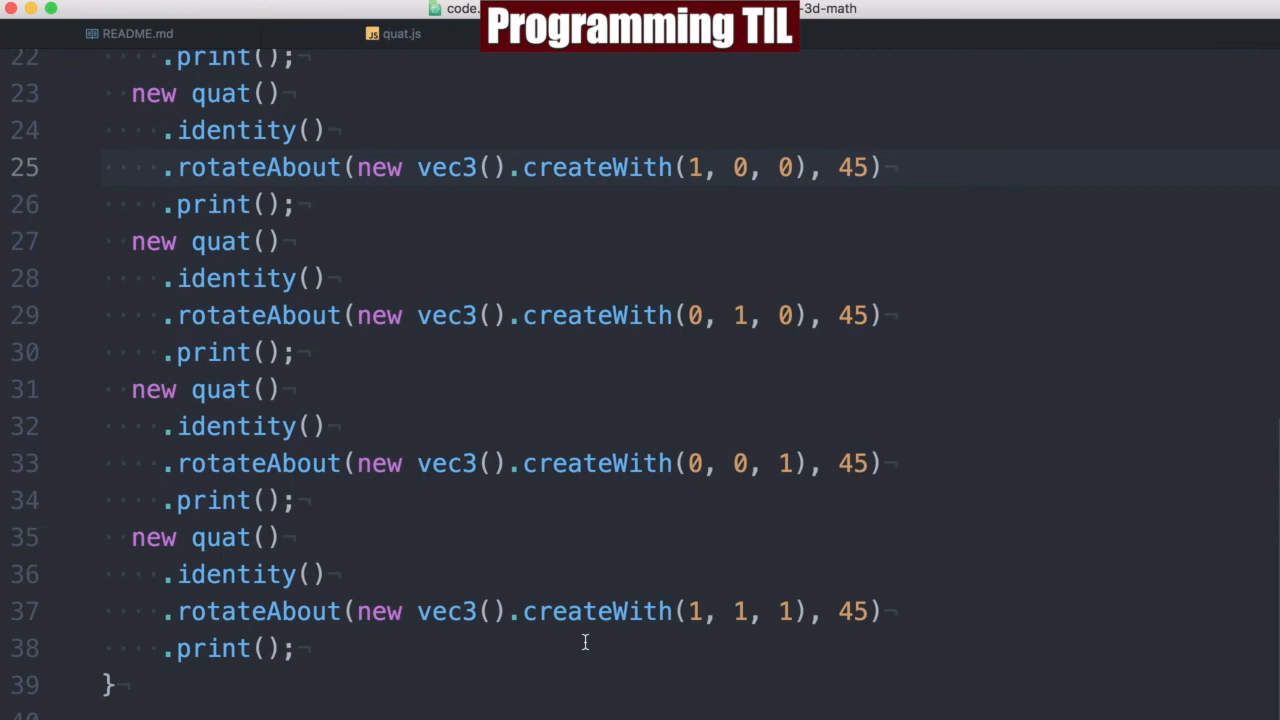 code.
-3d-math
Programming TIL
README.md
quat.js
22 .print();¬
23 new quat()¬
24 .identity()¬
25 .rotateAbout(new vec3().createWith(1, 0, 0), 45)¬
26 .print();¬
27 new quat()¬
28 .identity()¬
29 .rotateAbout(new vec3().createWith(0, 1, 0), 45)¬
30 .print();¬
31 new quat()¬
32 .identity()¬
33 .rotateAbout(new vec3().createWith(0, 0, 1), 45)¬
34 .print();¬
35 new quat()¬
36 .identity()¬
37 .rotateAbout(new vec3().createWith(1, 1, 1), 45)¬
38 .print();¬
39 }¬
40